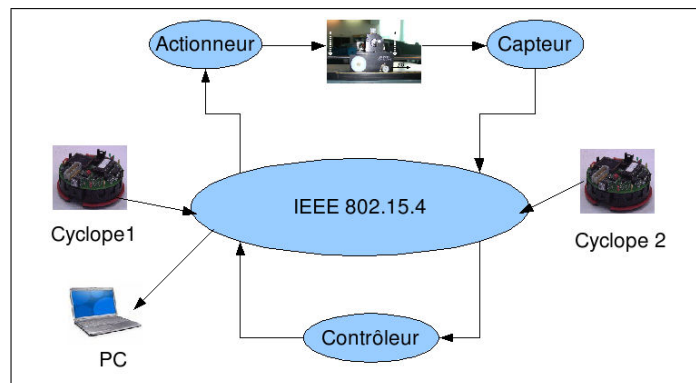 Actionneur
Capteur
IEEE 802.15.4
Cyclope1
Cyclope 2
PC
Contrôleur